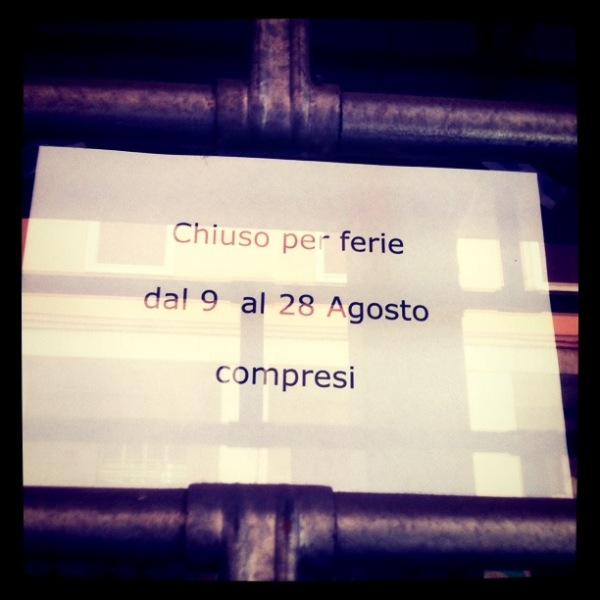 Chiuso per ferie
dal 9 al 28 Agosto
compresi